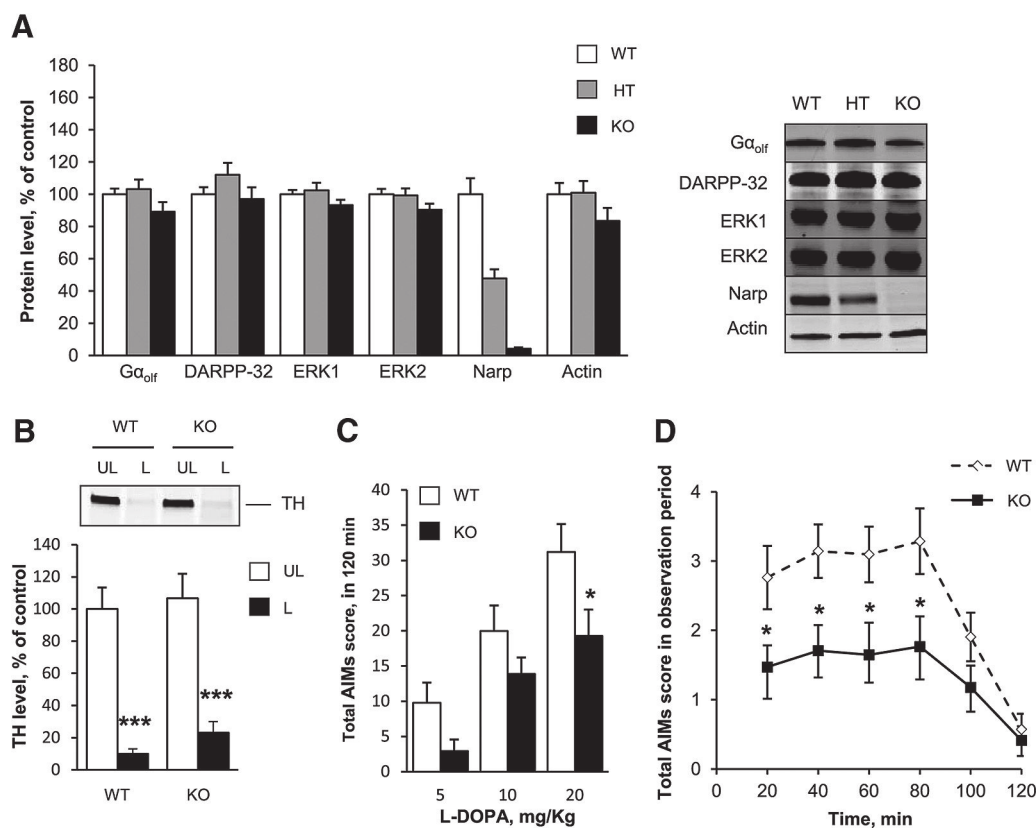 A
Protein level, % of control
180
160
140
120
100
80
60
40
20
0
WT
HT
KO
Gαolf
DARPP-32
ERK1
ERK2
Narp
Actin
WT HT KO
Gαolf
DARPP-32
ERK1
ERK2
Narp
Actin
B
WT KO
UL L UL L
TH
TH level, % of control
140
120
100
80
60
40
20
0
UL
L
***
***
WT KO
C
Total AIMs score, in 120 min
40
35
30
25
20
15
10
5
0
WT
KO
*
5 10 20
L-DOPA, mg/Kg
D
WT
KO
Total AIMs score in observation period
4
3
2
1
0
* * * *
0 20 40 60 80 100 120
Time, min